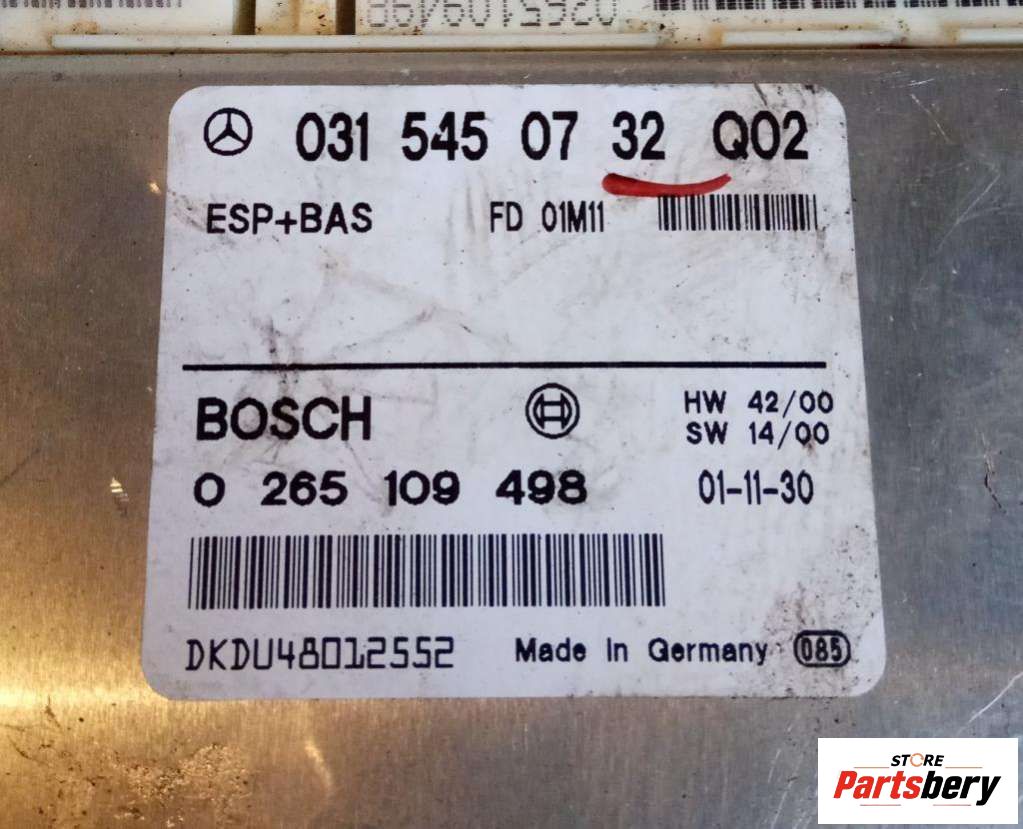 0265109498
031 545 07 32 Q02
ESP+BAS FD 01M11
BOSCH HW 42/00
SW 14/00
0 265 109 498 01-11-30
DKDU48012552 Made In Germany 085
STORE
Partsbery